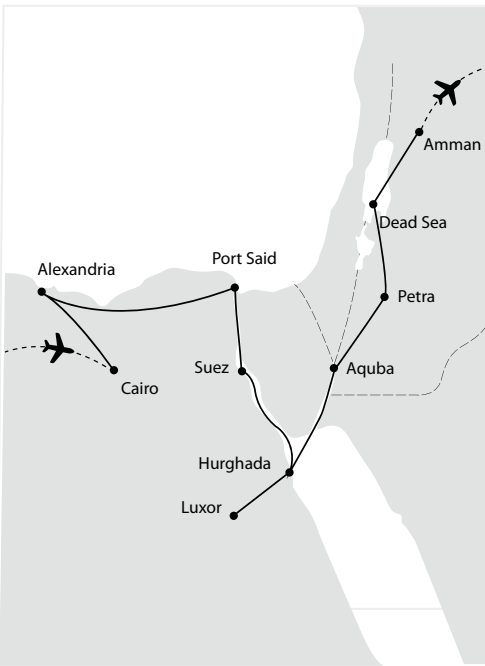 Amman
Dead Sea
Port Said
Alexandria
Petra
Suez
Aquba
Cairo
Hurghada
Luxor